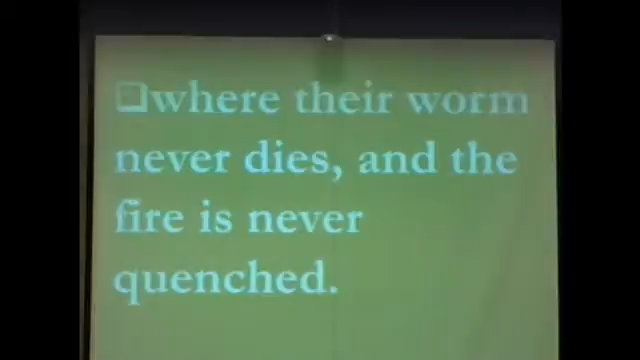 ❑where their worm
never dies, and the
fire is never
quenched.